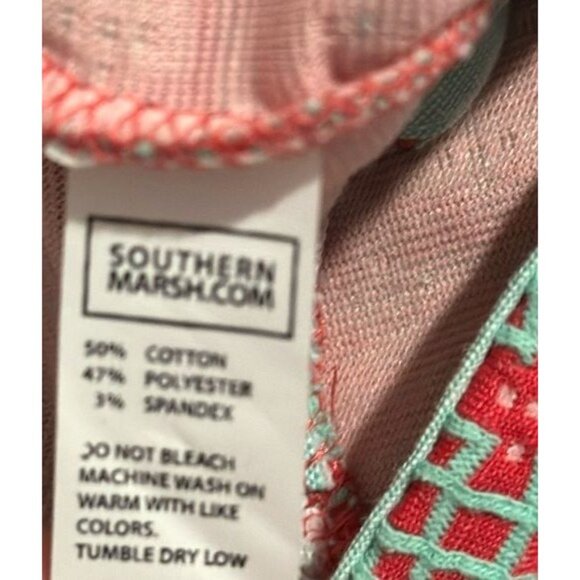 SOUTHERN
MARSH.COM
50% COTTON
47% POLYESTER
3% SPANDEX
DO NOT BLEACH
MACHINE WASH ON
WARM WITH LIKE
COLORS.
TUMBLE DRY LOW